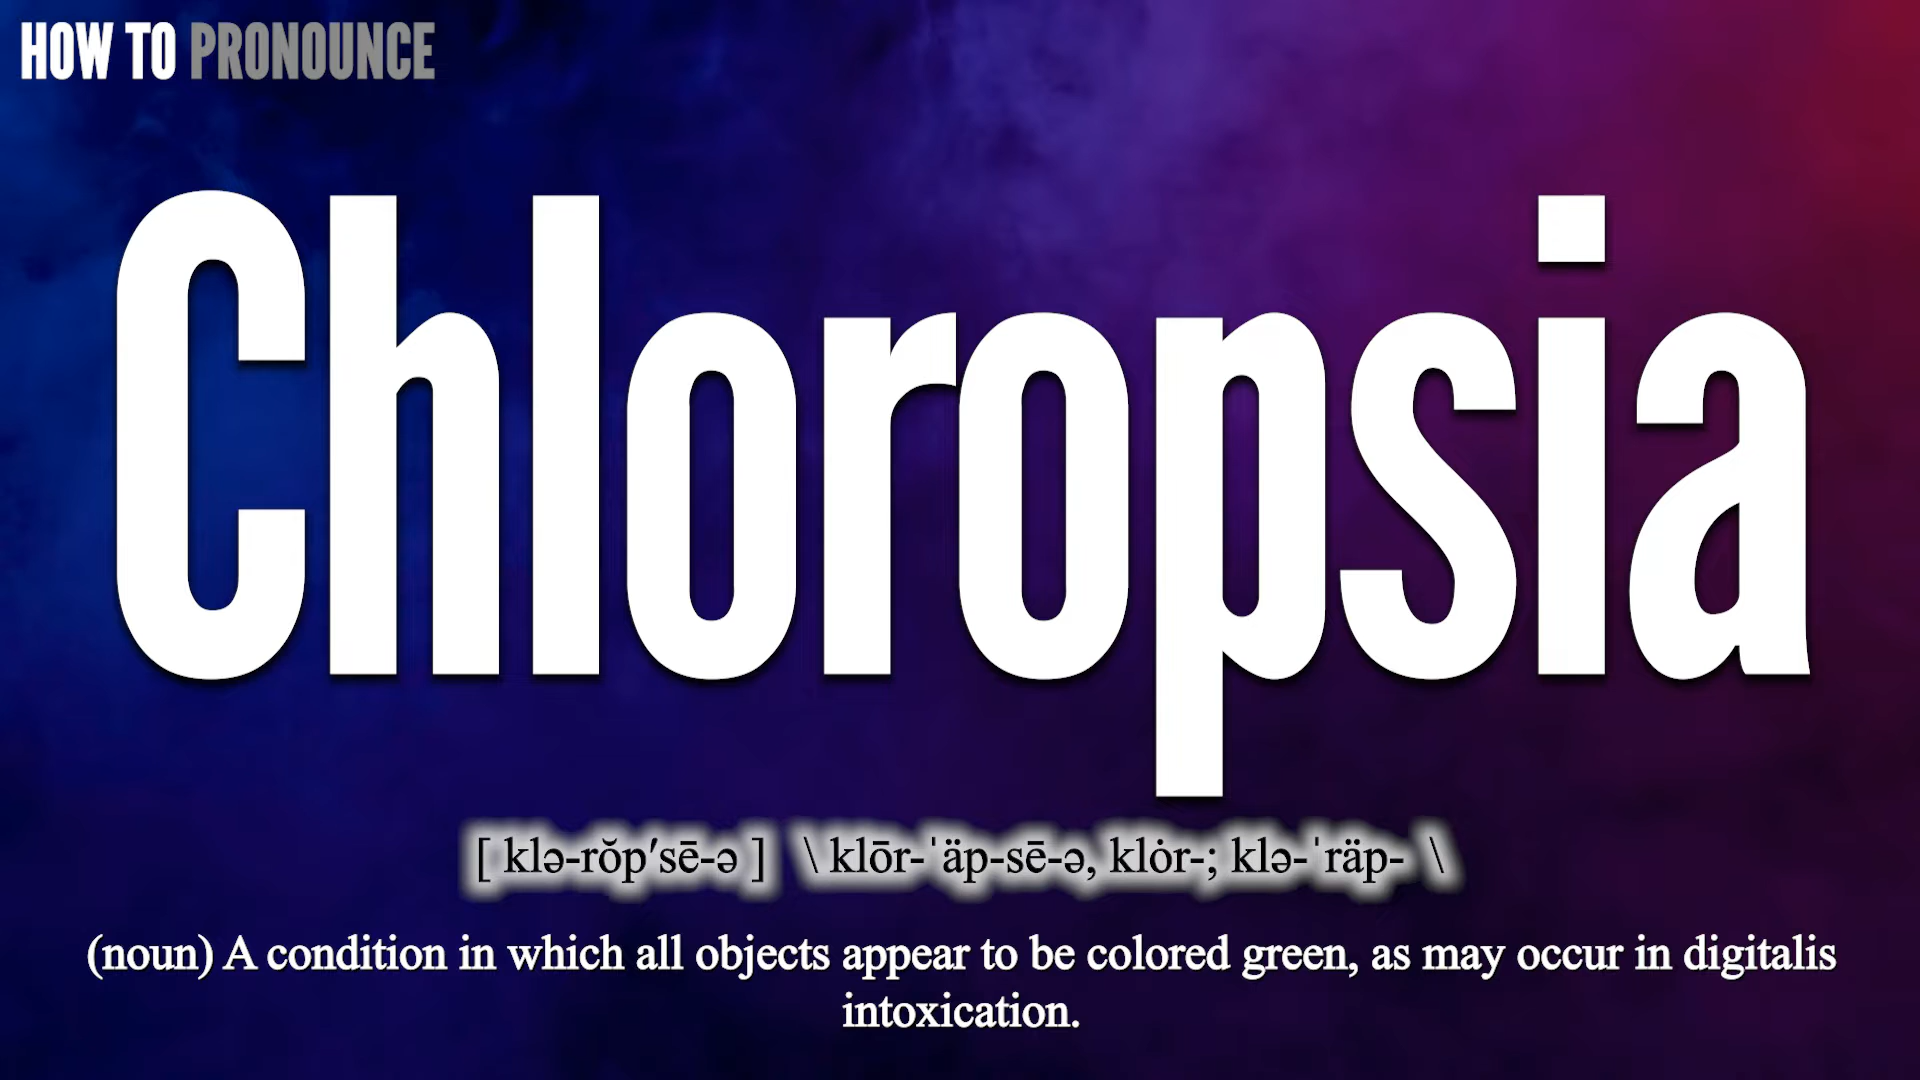 HOW TO PRONOUNCE
Chloropsia
[ klə-rŏp′sē-ə ] \ klōr-ˈäp-sē-ə, klȯr-; klə-ˈräp- \
(noun) A condition in which all objects appear to be colored green, as may occur in digitalis
intoxication.